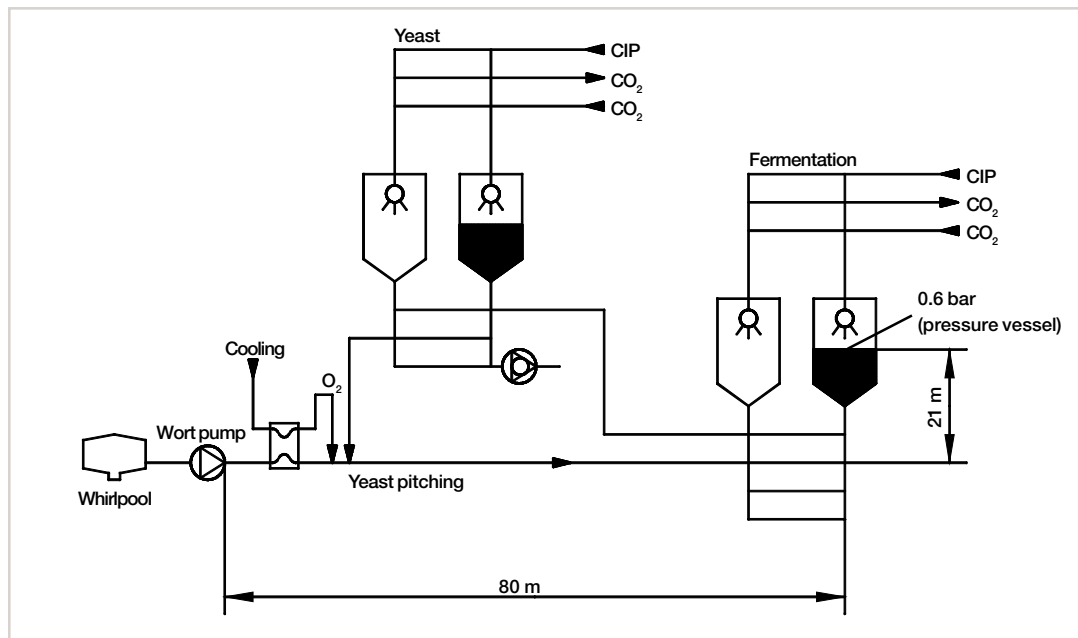 Yeast
CIP
CO₂
CO₂
Fermentation
CIP
CO₂
CO₂
0.6 bar
(pressure vessel)
Cooling
O₂
21 m
Wort pump
Whirlpool
Yeast pitching
80 m